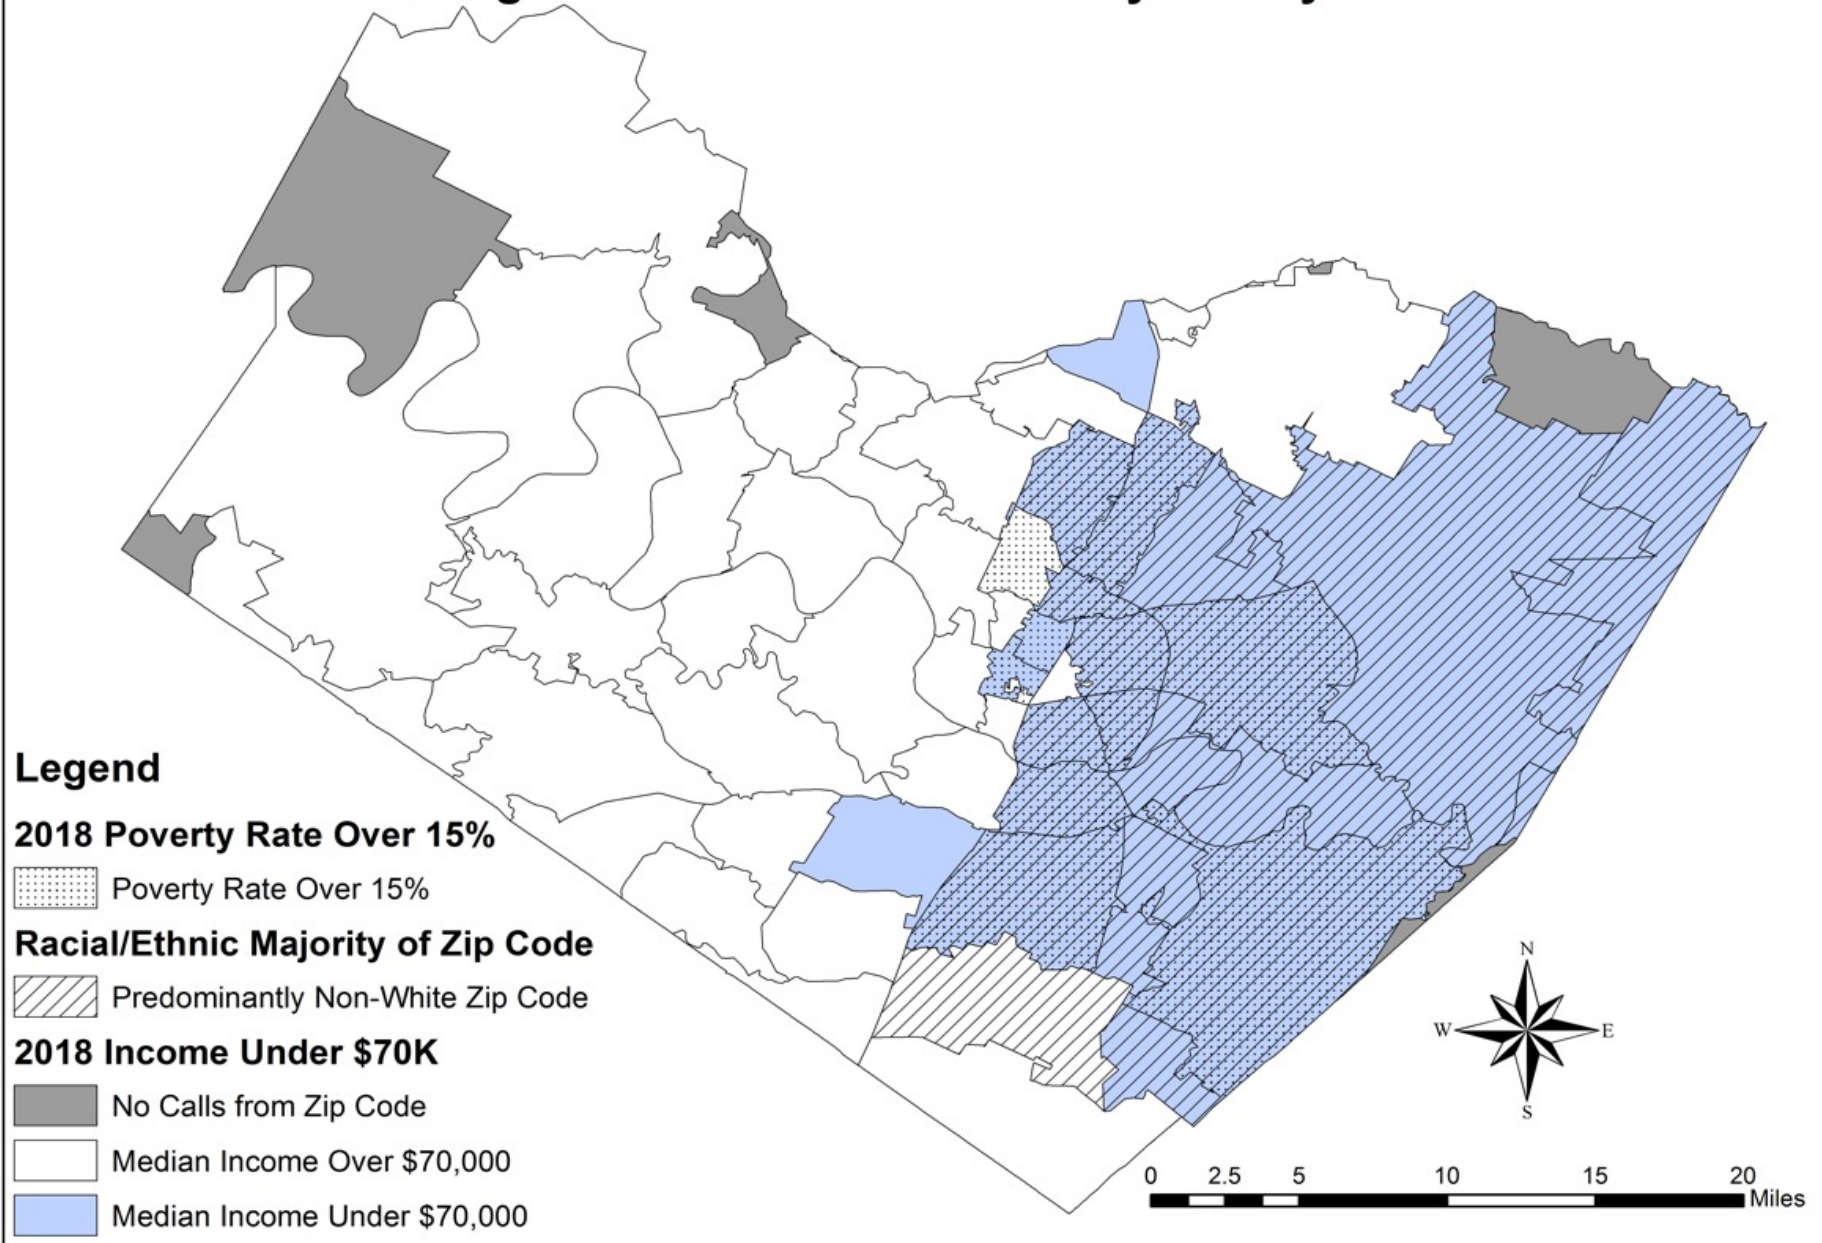 Legend
2018 Poverty Rate Over 15%
Poverty Rate Over 15%
Racial/Ethnic Majority of Zip Code
Predominantly Non-White Zip Code
2018 Income Under $70K
No Calls from Zip Code
Median Income Over $70,000
Median Income Under $70,000
N
W E
S
0 2.5 5 10 15 20
Miles